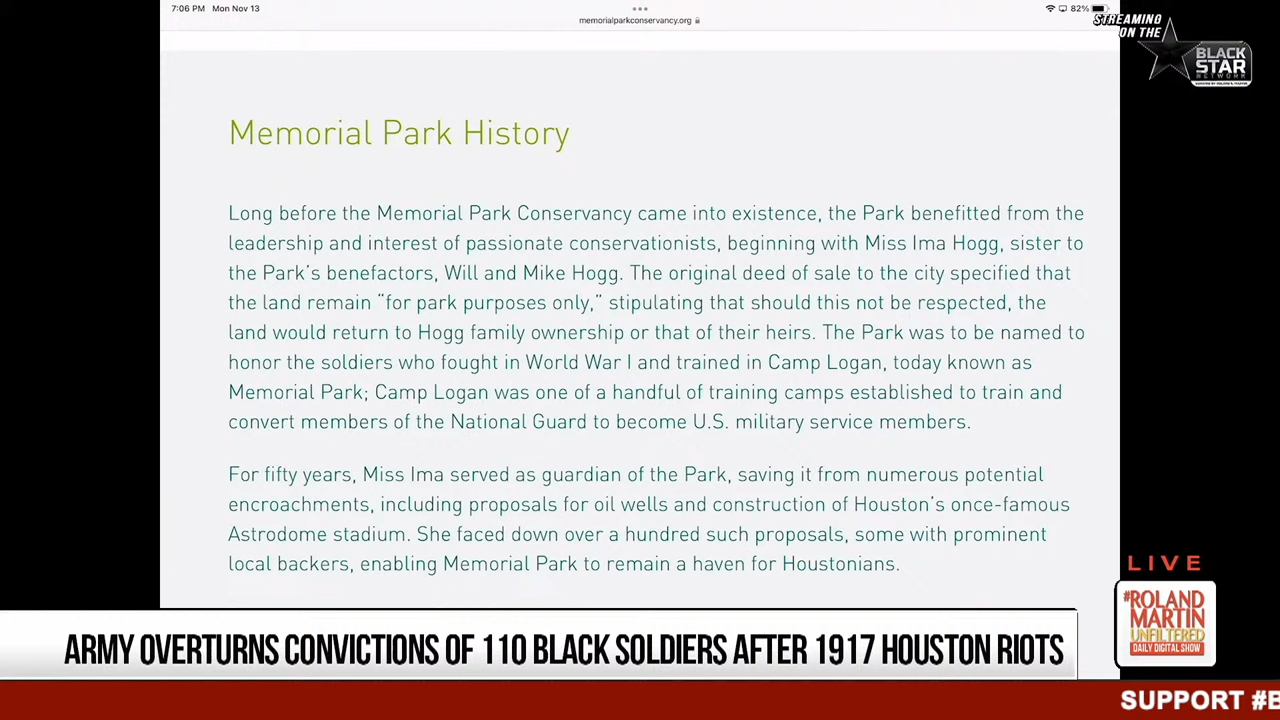 7:06 PM Mon Nov 13
memorialparkconservancy.org
82%
STREAMING
ON THE
BLACK
STAR
NETWORK
Memorial Park History
Long before the Memorial Park Conservancy came into existence, the Park benefitted from the
leadership and interest of passionate conservationists, beginning with Miss Ima Hogg, sister to
the Park's benefactors, Will and Mike Hogg. The original deed of sale to the city specified that
the land remain “for park purposes only,” stipulating that should this not be respected, the
land would return to Hogg family ownership or that of their heirs. The Park was to be named to
honor the soldiers who fought in World War I and trained in Camp Logan, today known as
Memorial Park; Camp Logan was one of a handful of training camps established to train and
convert members of the National Guard to become U.S. military service members.
For fifty years, Miss Ima served as guardian of the Park, saving it from numerous potential
encroachments, including proposals for oil wells and construction of Houston's once-famous
Astrodome stadium. She faced down over a hundred such proposals, some with prominent
local backers, enabling Memorial Park to remain a haven for Houstonians.
LIVE
#ROLAND
MARTIN
UNFILTERED
DAILY DIGITAL SHOW
ARMY OVERTURNS CONVICTIONS OF 110 BLACK SOLDIERS AFTER 1917 HOUSTON RIOTS
SUPPORT #B